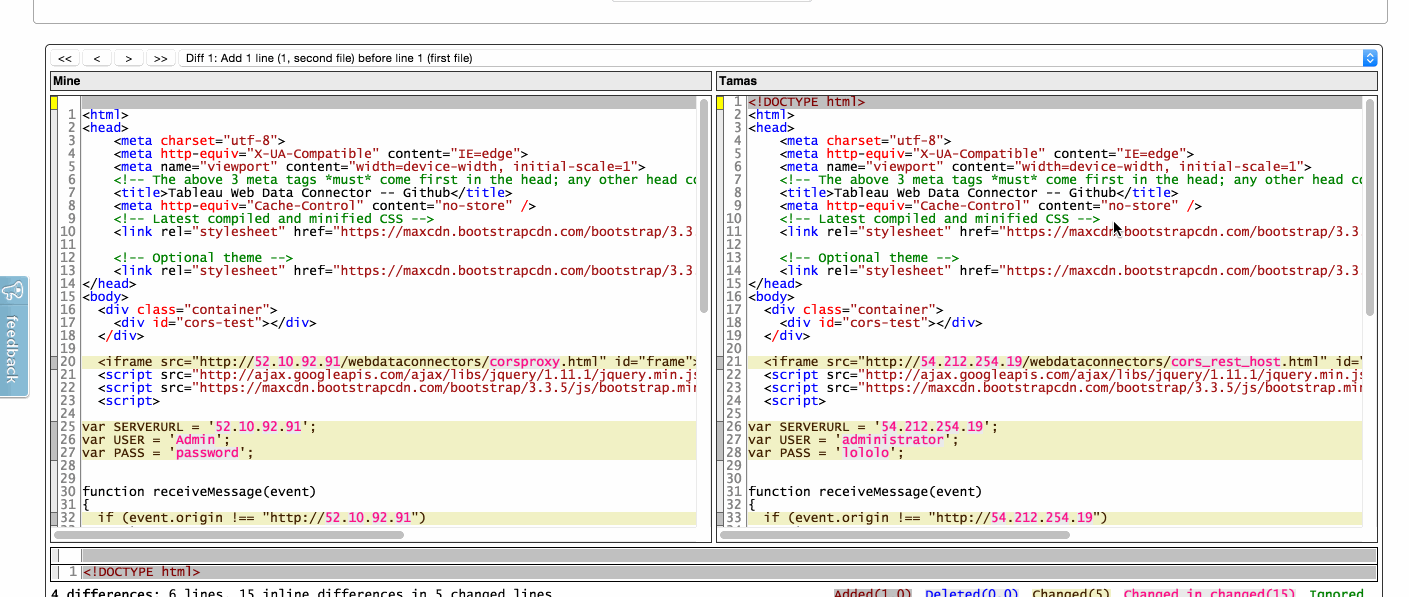 << < > >> Diff 1: Add 1 line (1, second file) before line 1 (first file)
Mine
1 <html>
2 <head>
3 <meta charset="utf-8">
4 <meta http-equiv="X-UA-Compatible" content="IE=edge">
5 <meta name="viewport" content="width=device-width, initial-scale=1">
6 <!-- The above 3 meta tags *must* come first in the head; any other head co
7 <title>Tableau Web Data Connector -- Github</title>
8 <meta http-equiv="Cache-Control" content="no-store" />
9 <!-- Latest compiled and minified CSS -->
10 <link rel="stylesheet" href="https://maxcdn.bootstrapcdn.com/bootstrap/3.3
11
12 <!-- Optional theme -->
13 <link rel="stylesheet" href="https://maxcdn.bootstrapcdn.com/bootstrap/3.3
14 </head>
15 <body>
16 <div class="container">
17 <div id="cors-test"></div>
18 </div>
19
20 <iframe src="http://52.10.92.91/webdataconnectors/corsproxy.html" id="frame">
21 <script src="http://ajax.googleapis.com/ajax/libs/jquery/1.11.1/jquery.min.js
22 <script src="https://maxcdn.bootstrapcdn.com/bootstrap/3.3.5/js/bootstrap.min
23 <script>
24
25 var SERVERURL = '52.10.92.91';
26 var USER = 'Admin';
27 var PASS = 'password';
28
29
30 function receiveMessage(event)
31 {
32 if (event.origin !== "http://52.10.92.91")
Tamas
1 <!DOCTYPE html>
2 <html>
3 <head>
4 <meta charset="utf-8">
5 <meta http-equiv="X-UA-Compatible" content="IE=edge">
6 <meta name="viewport" content="width=device-width, initial-scale=1">
7 <!-- The above 3 meta tags *must* come first in the head; any other head co
8 <title>Tableau Web Data Connector -- Github</title>
9 <meta http-equiv="Cache-Control" content="no-store" />
10 <!-- Latest compiled and minified CSS -->
11 <link rel="stylesheet" href="https://maxcdn.bootstrapcdn.com/bootstrap/3.3
12
13 <!-- Optional theme -->
14 <link rel="stylesheet" href="https://maxcdn.bootstrapcdn.com/bootstrap/3.3
15 </head>
16 <body>
17 <div class="container">
18 <div id="cors-test"></div>
19 </div>
20
21 <iframe src="http://54.212.254.19/webdataconnectors/cors_rest_host.html" id="
22 <script src="http://ajax.googleapis.com/ajax/libs/jquery/1.11.1/jquery.min.js
23 <script src="https://maxcdn.bootstrapcdn.com/bootstrap/3.3.5/js/bootstrap.min
24 <script>
25
26 var SERVERURL = '54.212.254.19';
27 var USER = 'administrator';
28 var PASS = 'lololo';
29
30
31 function receiveMessage(event)
32 {
33 if (event.origin !== "http://54.212.254.19")
feedback
1 <!DOCTYPE html>
4 differences: 6 lines, 15 inline differences in 5 changed lines
Added(1,0) Deleted(0,0) Changed(5) Changed in changed(15) Ignored